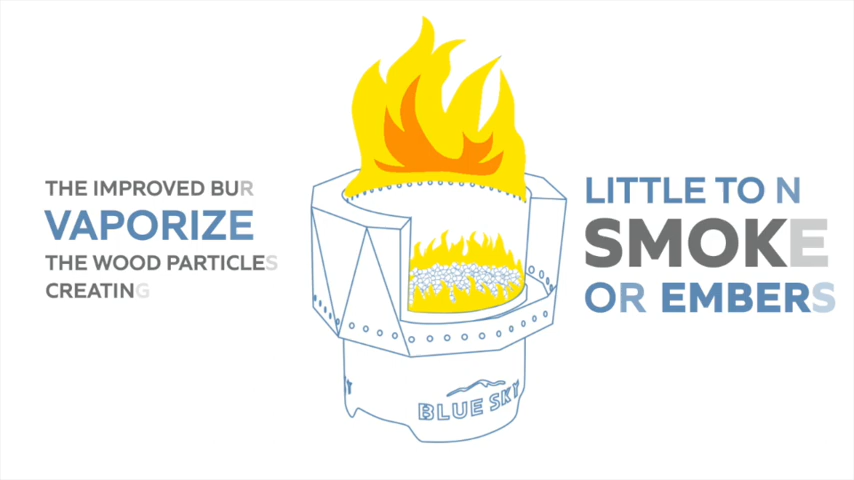 THE IMPROVED BUR
VAPORIZE
THE WOOD PARTICLES
CREATING
LITTLE TO N
SMOKE
OR EMBERS
BLUE SKY